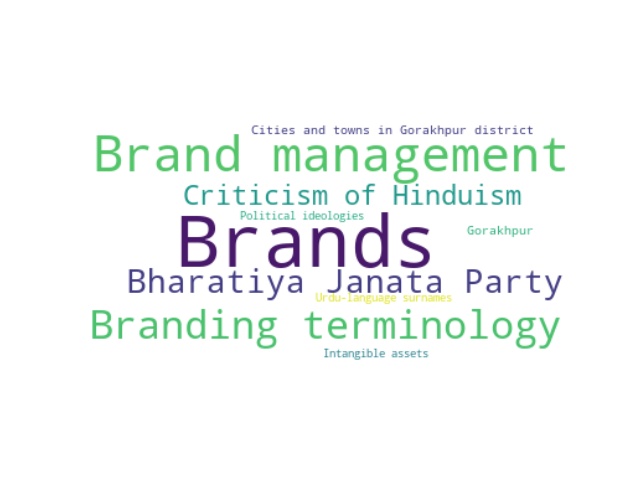 Cities and towns in Gorakhpur district
Brand management
Criticism of Hinduism
Political ideologies
Brands
Gorakhpur
Bharatiya Janata Party
Urdu-language surnames
Branding terminology
Intangible assets